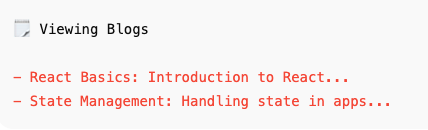 🗒️ Viewing Blogs
- React Basics: Introduction to React...
- State Management: Handling state in apps...